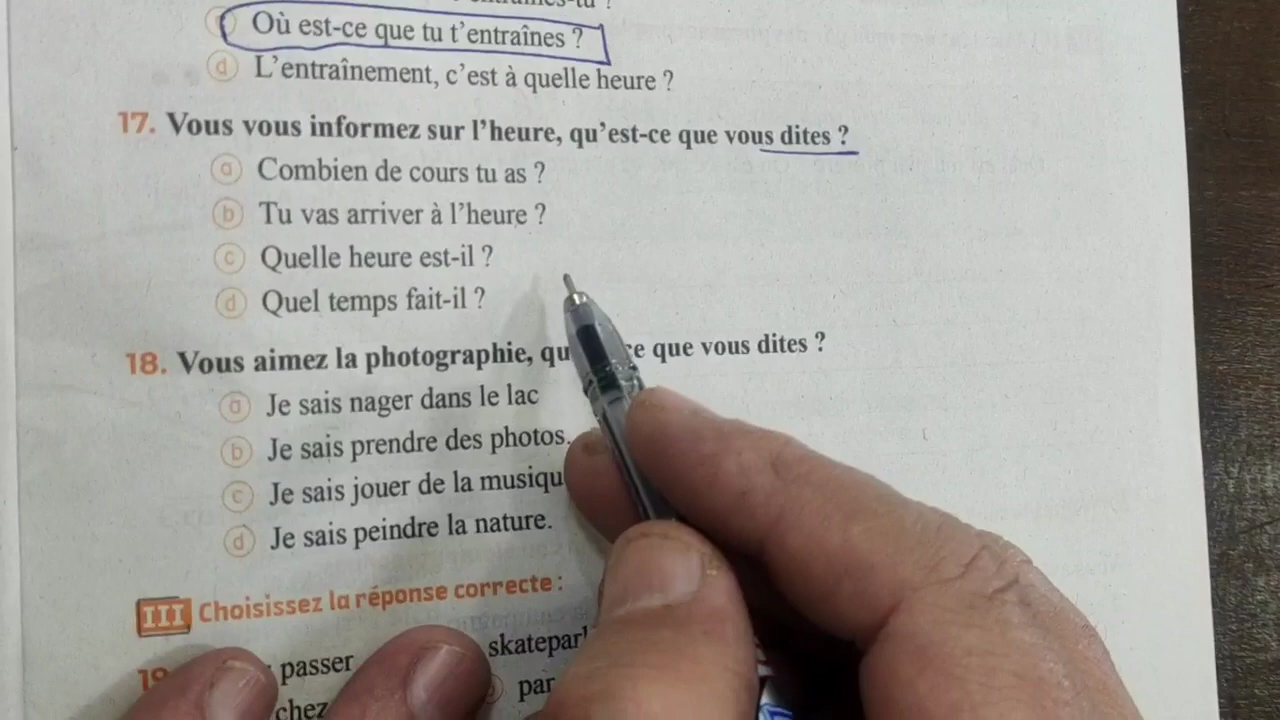 Où est-ce que tu t'entraînes ?
d L'entraînement, c'est à quelle heure ?
17. Vous vous informez sur l'heure, qu'est-ce que vous dites ?
a Combien de cours tu as ?
b Tu vas arriver à l'heure ?
c Quelle heure est-il ?
d Quel temps fait-il ?
18. Vous aimez la photographie, qu ce que vous dites ?
a Je sais nager dans le lac
b Je sais prendre des photos.
c Je sais jouer de la musiqu
d Je sais peindre la nature.
III Choisissez la réponse correcte :
passer skatepar
par
chez